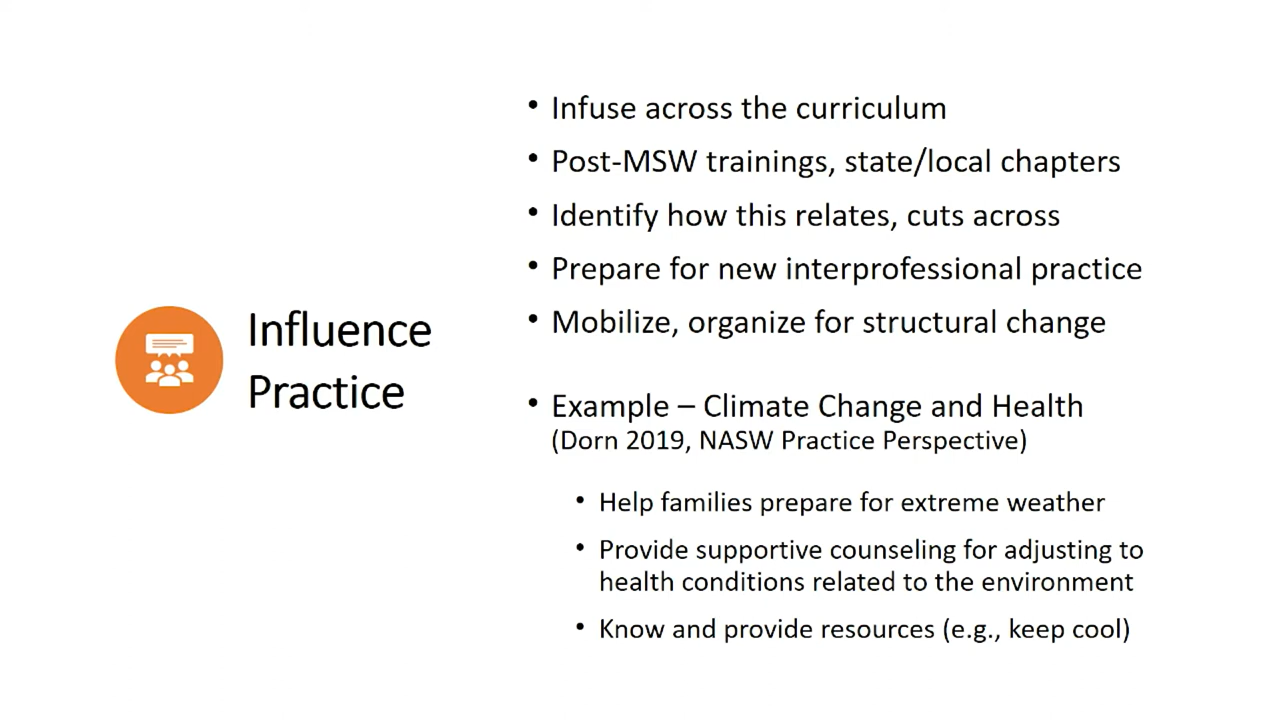 Influence
Practice
• Infuse across the curriculum
• Post-MSW trainings, state/local chapters
• Identify how this relates, cuts across
• Prepare for new interprofessional practice
• Mobilize, organize for structural change
• Example – Climate Change and Health
(Dorn 2019, NASW Practice Perspective)
• Help families prepare for extreme weather
• Provide supportive counseling for adjusting to
health conditions related to the environment
• Know and provide resources (e.g., keep cool)